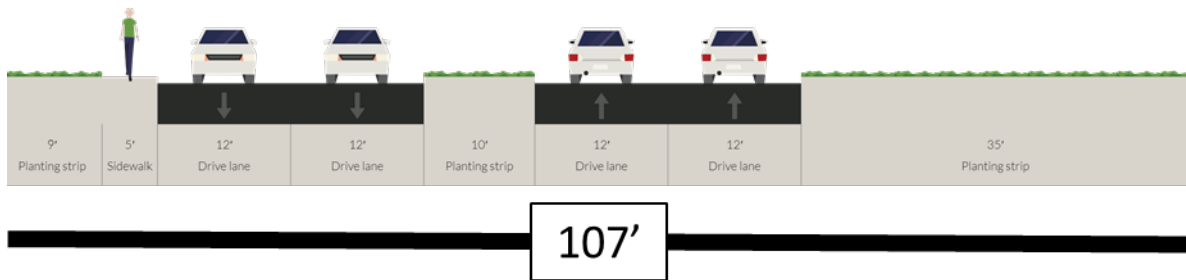 9' 5' 12' 12' 10' 12' 12' 35'
Planting strip Sidewalk Drive lane Drive lane Planting strip Drive lane Drive lane Planting strip
107’